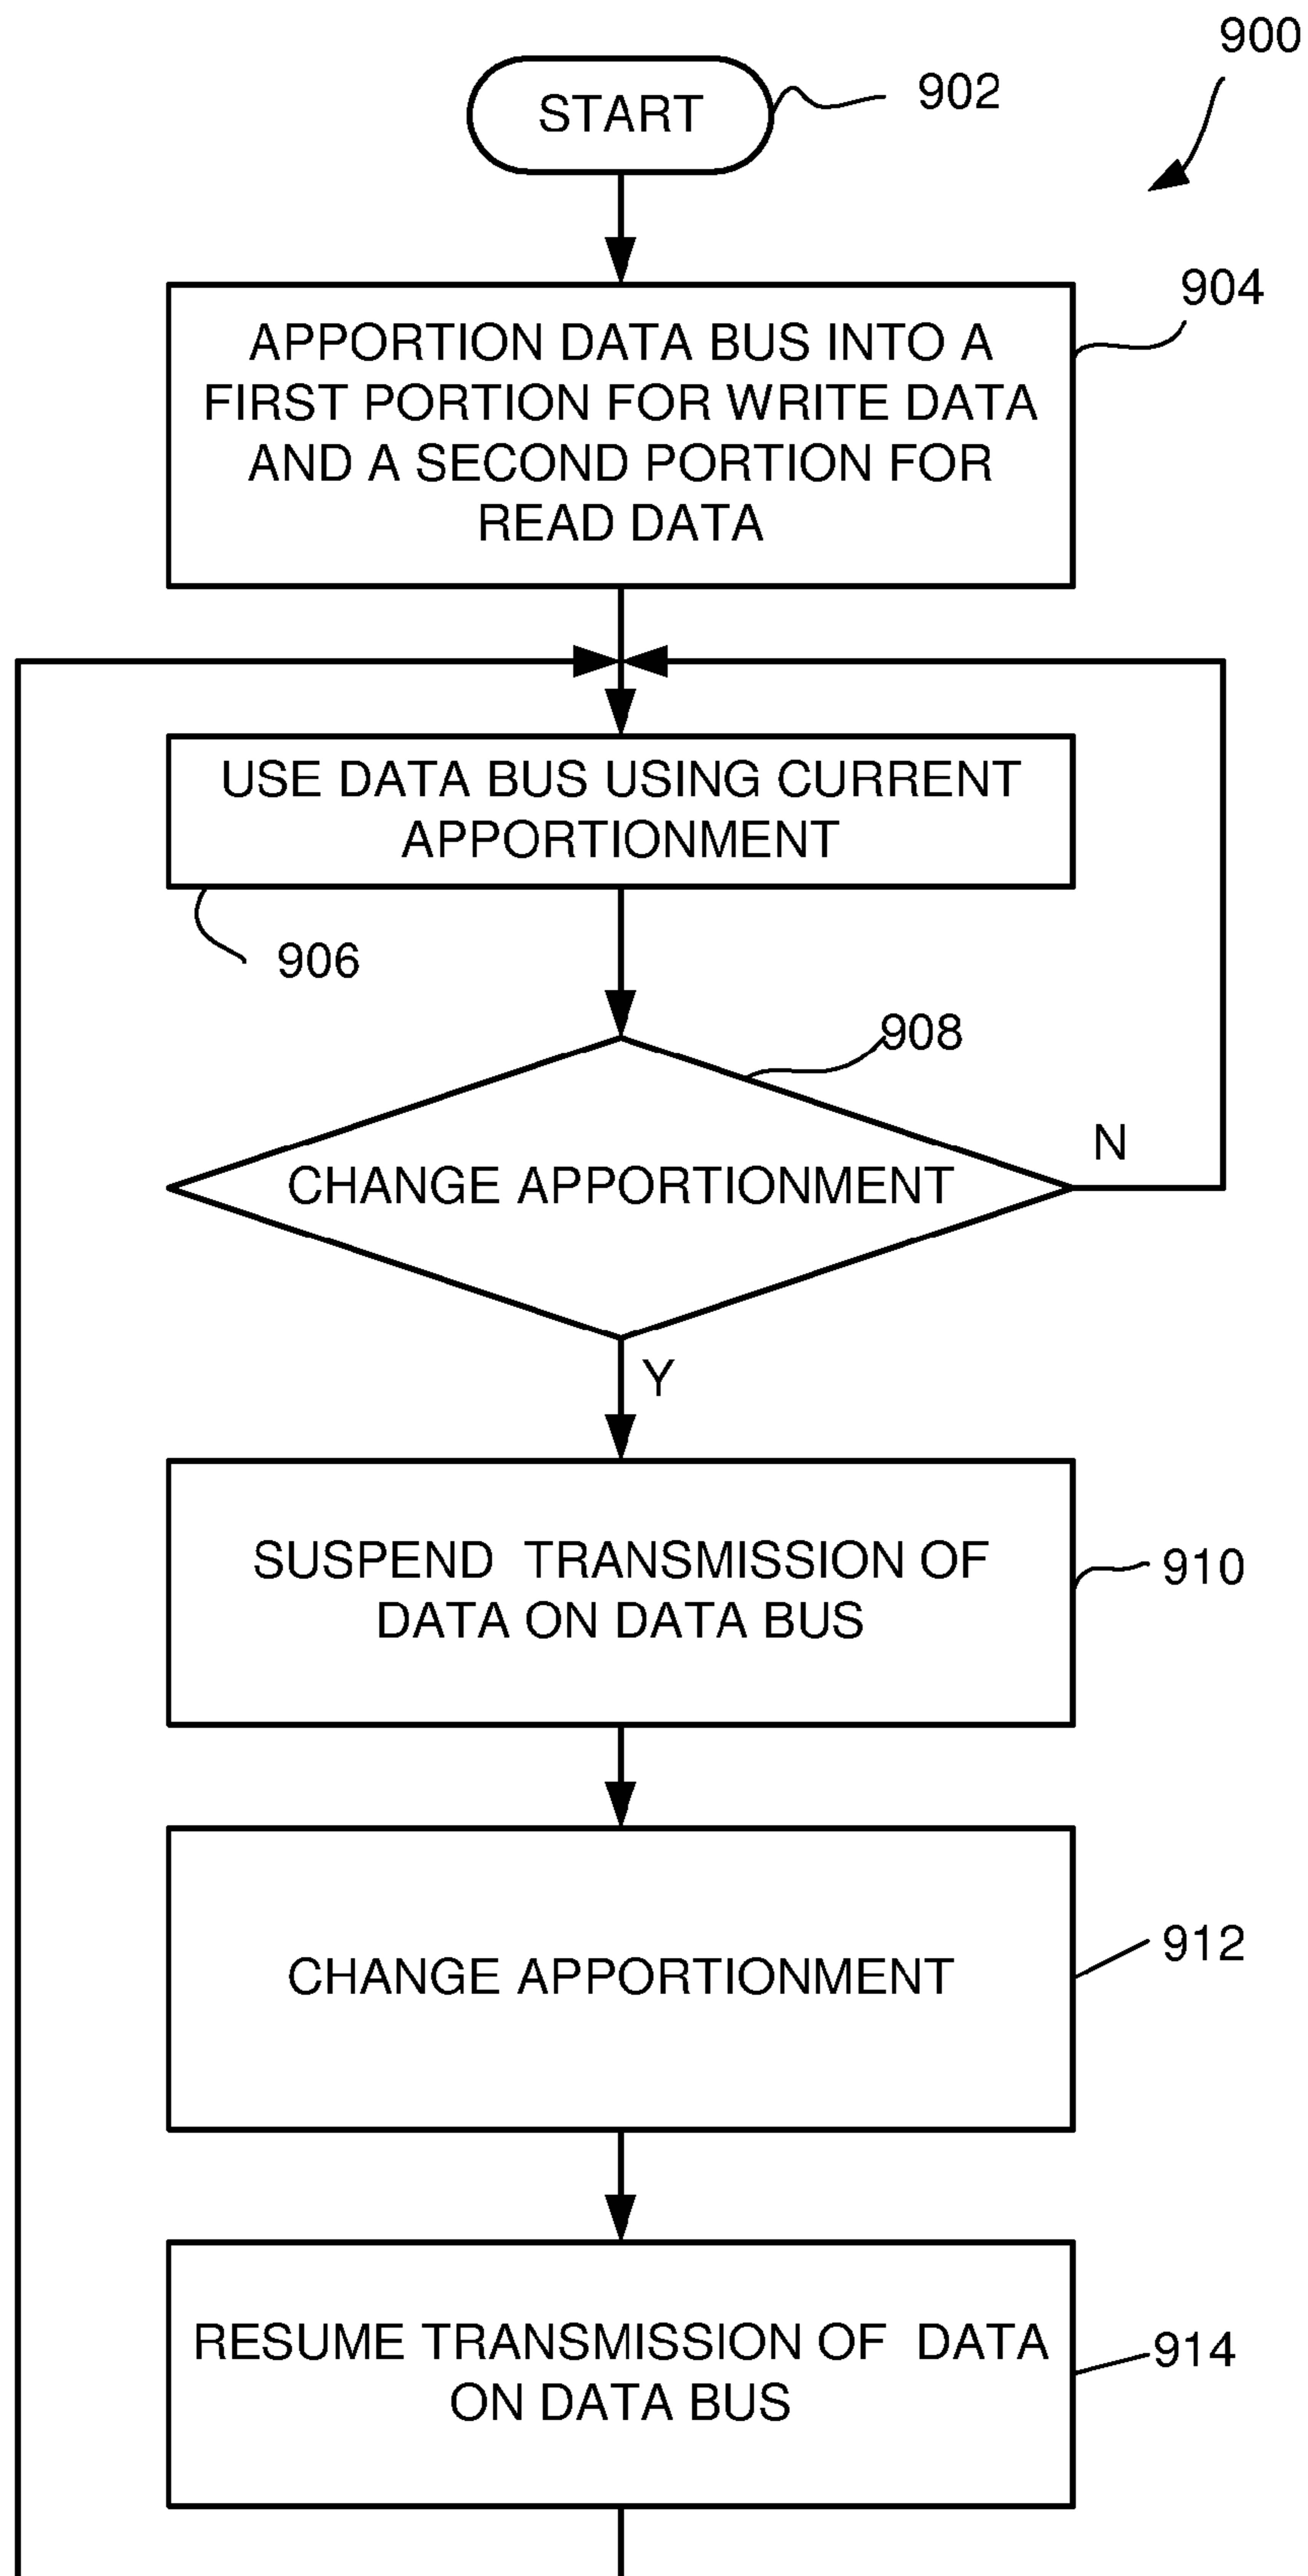 900
START
902
904
APPORTION DATA BUS INTO A
FIRST PORTION FOR WRITE DATA
AND A SECOND PORTION FOR
READ DATA
USE DATA BUS USING CURRENT
APPORTIONMENT
906
908
CHANGE APPORTIONMENT
N
Y
SUSPEND TRANSMISSION OF
DATA ON DATA BUS
910
CHANGE APPORTIONMENT
912
RESUME TRANSMISSION OF DATA
ON DATA BUS
914